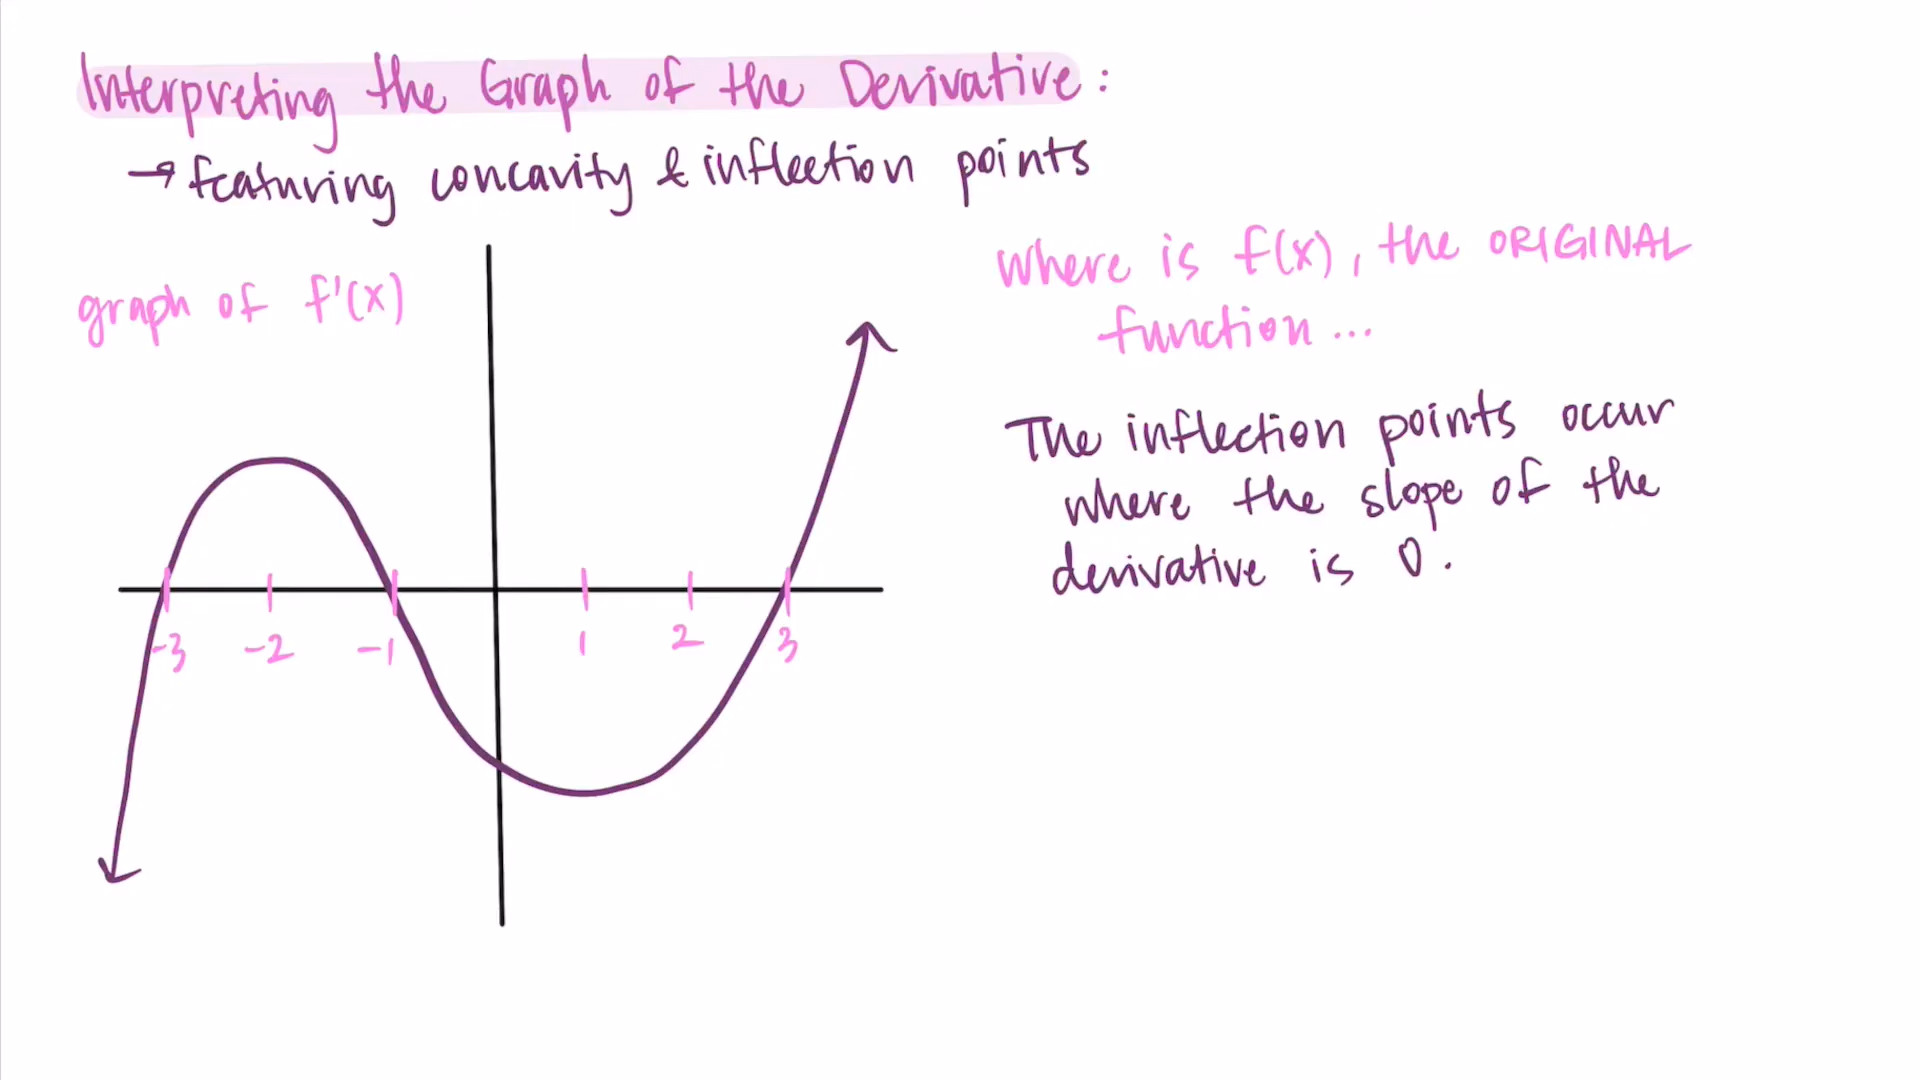 Interpreting the Graph of the Derivative:
→ featuring concavity & inflection points
graph of f'(x)
where is f(x), the ORIGINAL
function...
The inflection points occur
where the slope of the
derivative is 0.
-3 -2 -1 1 2 3